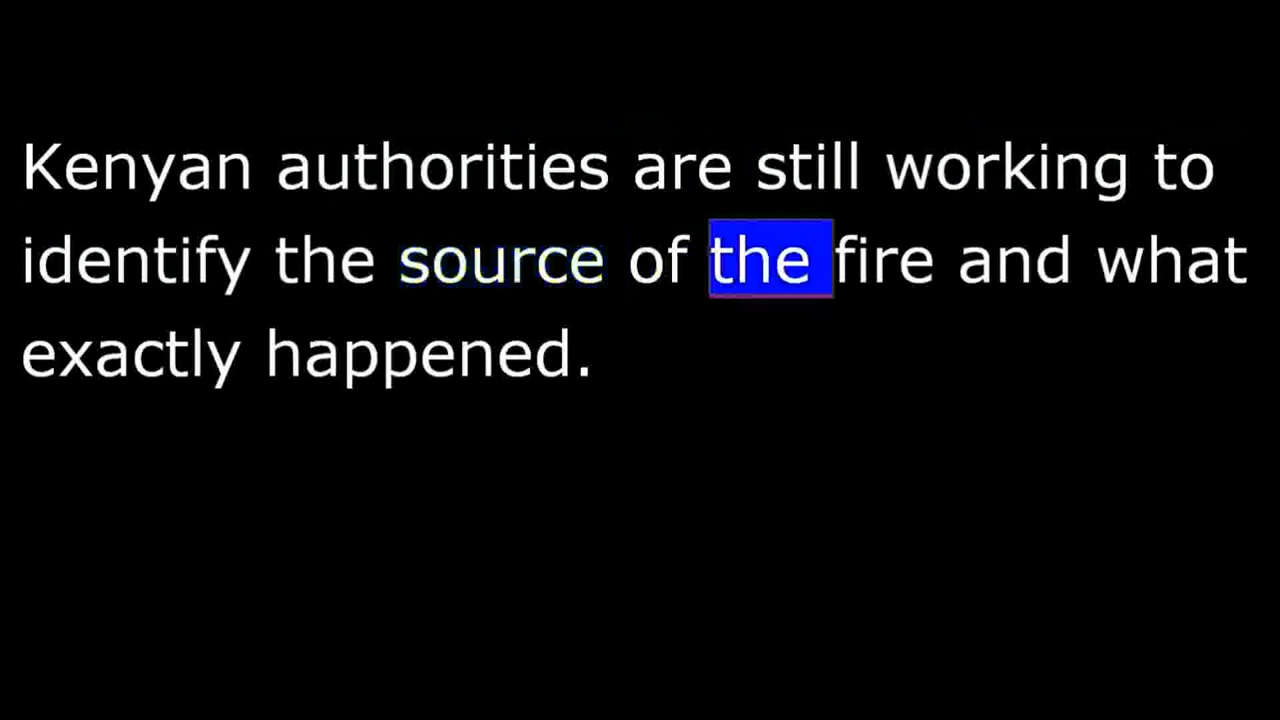 Kenyan authorities are still working to
identify the source of the fire and what
exactly happened.